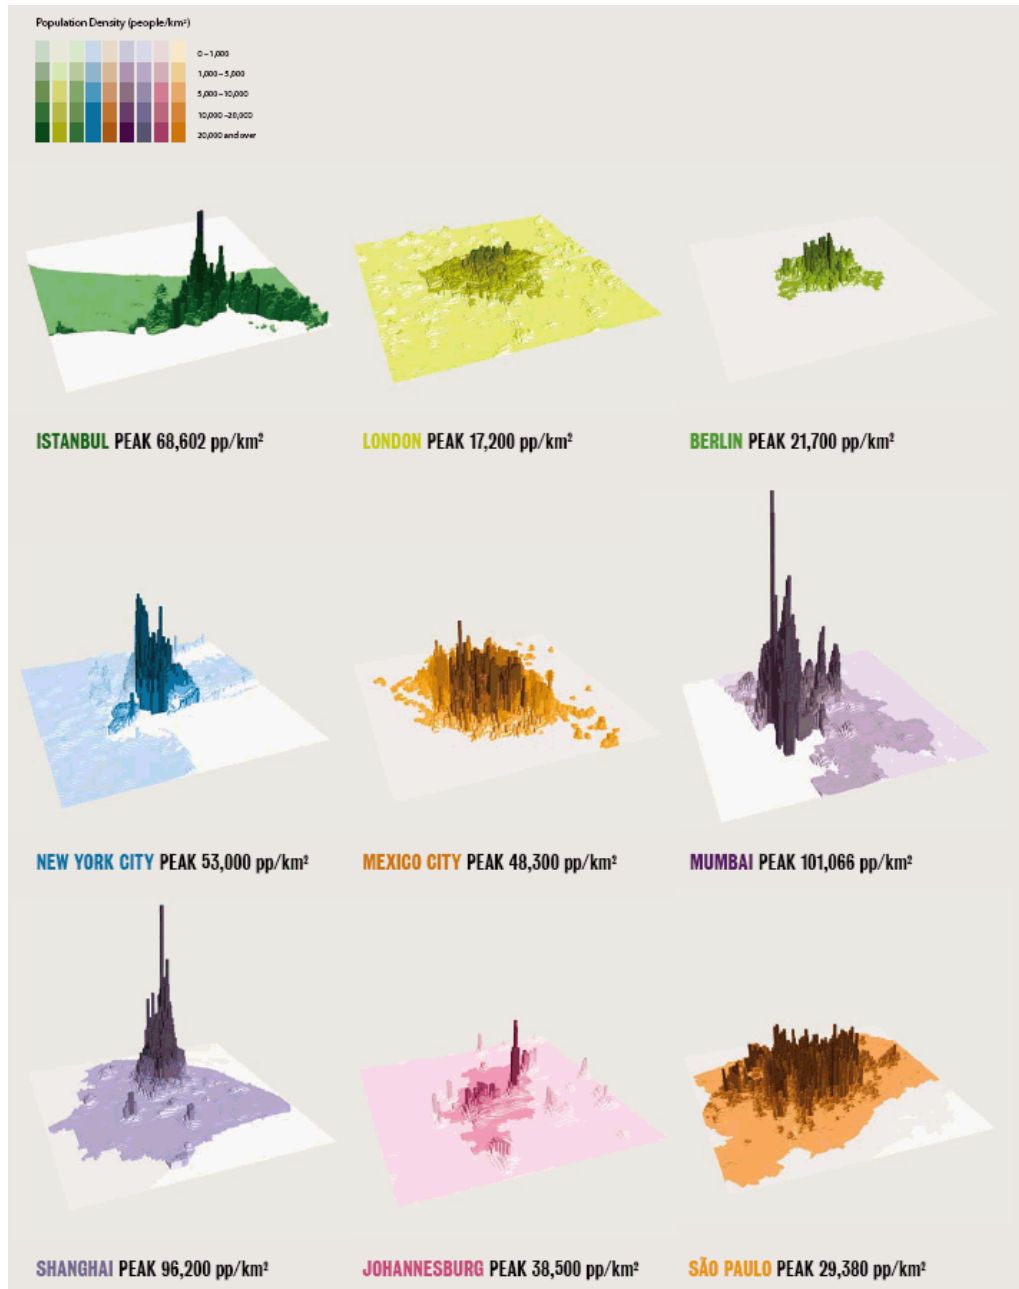 Population Density (people/km²)
0–1,000
1,000–5,000
5,000–10,000
10,000–20,000
20,000 and over
ISTANBUL PEAK 68,602 pp/km²
LONDON PEAK 17,200 pp/km²
BERLIN PEAK 21,700 pp/km²
NEW YORK CITY PEAK 53,000 pp/km²
MEXICO CITY PEAK 48,300 pp/km²
MUMBAI PEAK 101,066 pp/km²
SHANGHAI PEAK 96,200 pp/km²
JOHANNESBURG PEAK 38,500 pp/km²
SÃO PAULO PEAK 29,380 pp/km²